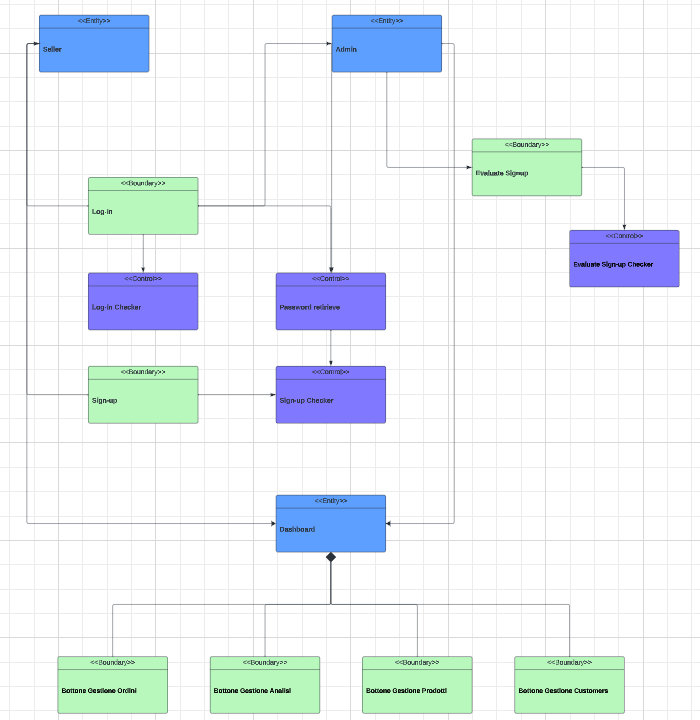 <<Entity>>
Seller
<<Entity>>
Admin
<<Boundary>>
Evaluate Sign-up
<<Boundary>>
Log-in
<<Control>>
Evaluate Sign-up Checker
<<Control>>
Log-in Checker
<<Control>>
Password retrieve
<<Boundary>>
Sign-up
<<Control>>
Sign-up Checker
<<Entity>>
Dashboard
<<Boundary>>
Bottone Gestione Ordini
<<Boundary>>
Bottone Gestione Analisi
<<Boundary>>
Bottone Gestione Prodotti
<<Boundary>>
Bottone Gestione Customers